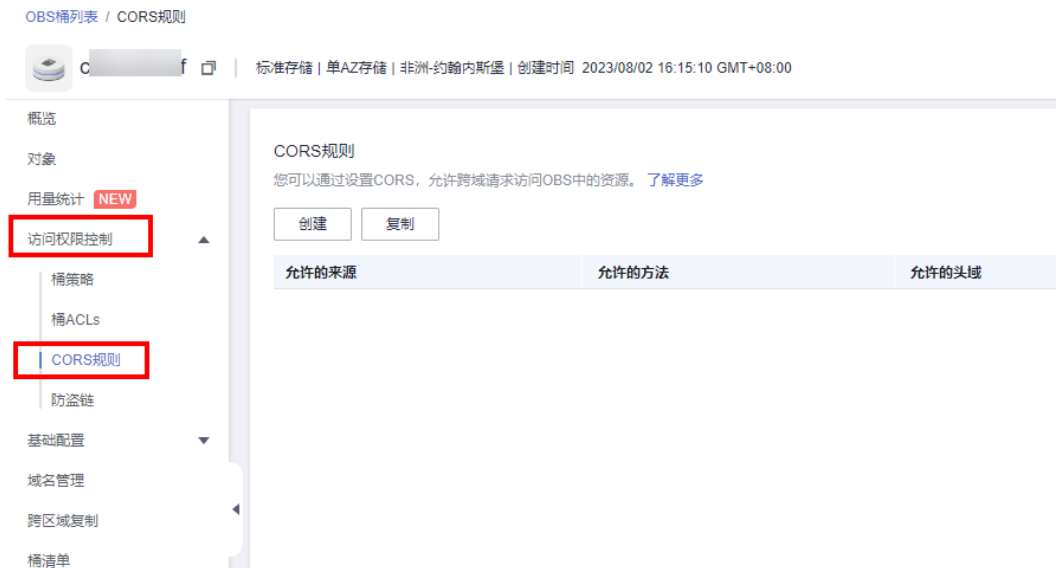 OBS桶列表 / CORS规则
c f | 标准存储 | 单AZ存储 | 非洲-约翰内斯堡 | 创建时间 2023/08/02 16:15:10 GMT+08:00
概览
对象
用量统计 NEW
访问权限控制
桶策略
桶ACLs
CORS规则
防盗链
基础配置
域名管理
跨区域复制
桶清单
CORS规则
您可以通过设置CORS，允许跨域请求访问OBS中的资源。 了解更多
创建 复制
允许的来源 允许的方法 允许的头域